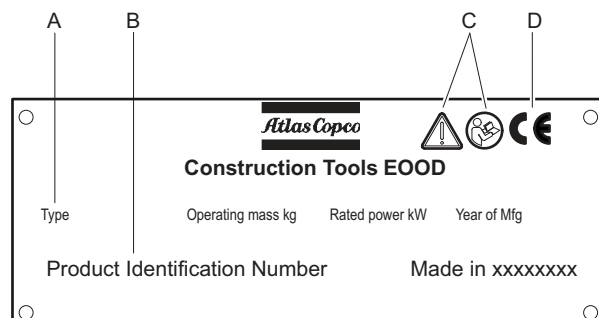 A B C D
Atlas Copco
Construction Tools EOOD
Type Operating mass kg Rated power kW Year of Mfg
Product Identification Number Made in xxxxxxxx